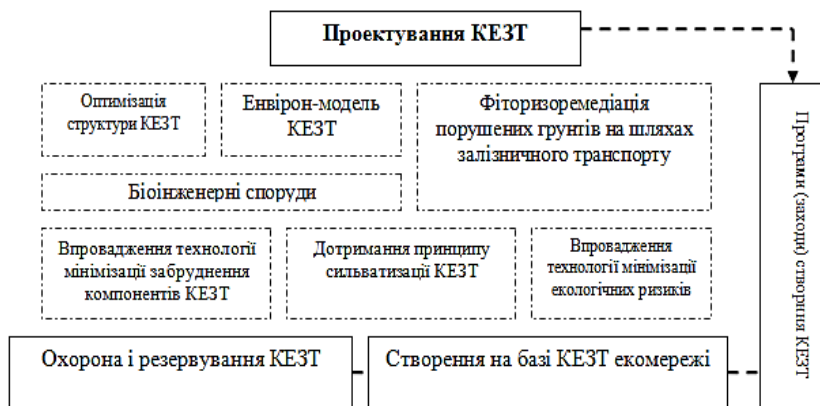 Проектування КЕЗТ
Оптимізація
структури КЕЗТ
Енвірон-модель
КЕЗТ
Фіторизоремедіація
порушених ґрунтів на шляхах
залізничного транспорту
Біоінженерні споруди
Впровадження технології
мінімізації забруднення
компонентів КЕЗТ
Дотримання принципу
сильватизації КЕЗТ
Впровадження
технології мінімізації
екологічних ризиків
Охорона і резервування КЕЗТ
Створення на базі КЕЗТ екомережі
Програми (заходи) створення КЕЗТ